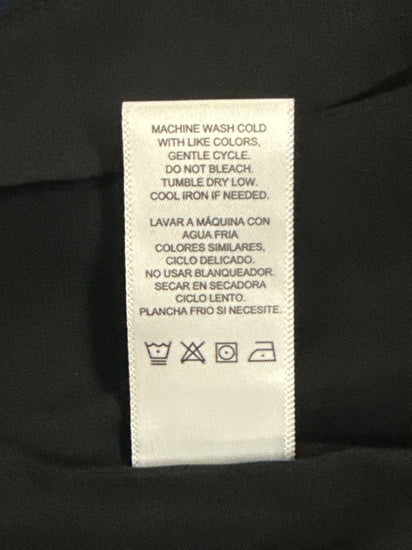 MACHINE WASH COLD
WITH LIKE COLORS,
GENTLE CYCLE.
DO NOT BLEACH.
TUMBLE DRY LOW.
COOL IRON IF NEEDED.
LAVAR A MÁQUINA CON
AGUA FRIA
COLORES SIMILARES,
CICLO DELICADO.
NO USAR BLANQUEADOR.
SECAR EN SECADORA
CICLO LENTO.
PLANCHA FRIO SI NECESITE.